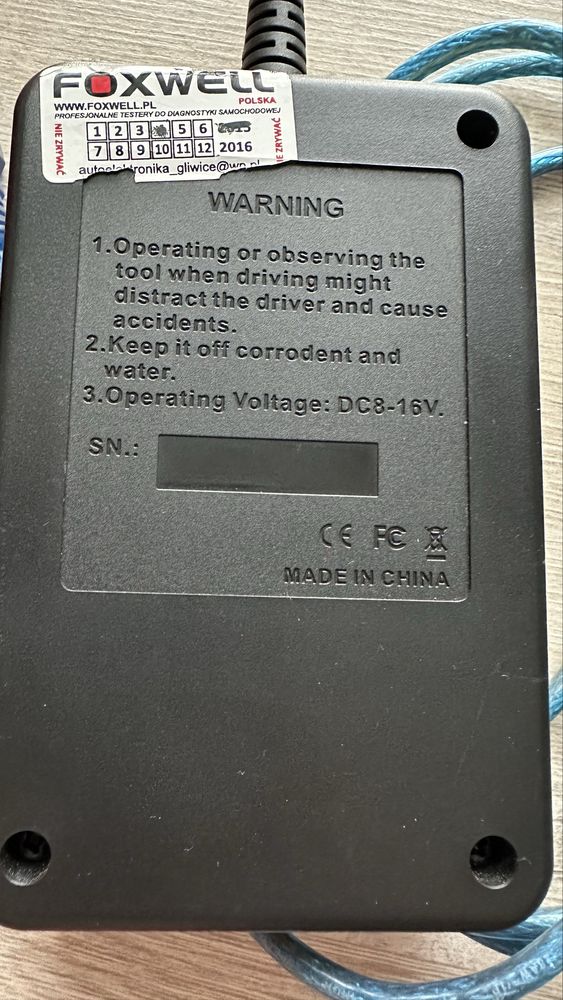 FOXWELL
WWW.FOXWELL.PL
POLSKA
PROFESJONALNE TESTERY DO DIAGNOSTYKI SAMOCHODOWEJ
NIE ZRYWAĆ
1 2 3 5 6
7 8 9 10 11 12 2016
IE ZRYWAĆ
WARNING
1.Operating or observing the
tool when driving might
distract the driver and cause
accidents.
2.Keep it off corrodent and
water.
3.Operating Voltage: DC8-16V.
SN.:
CE FC
MADE IN CHINA